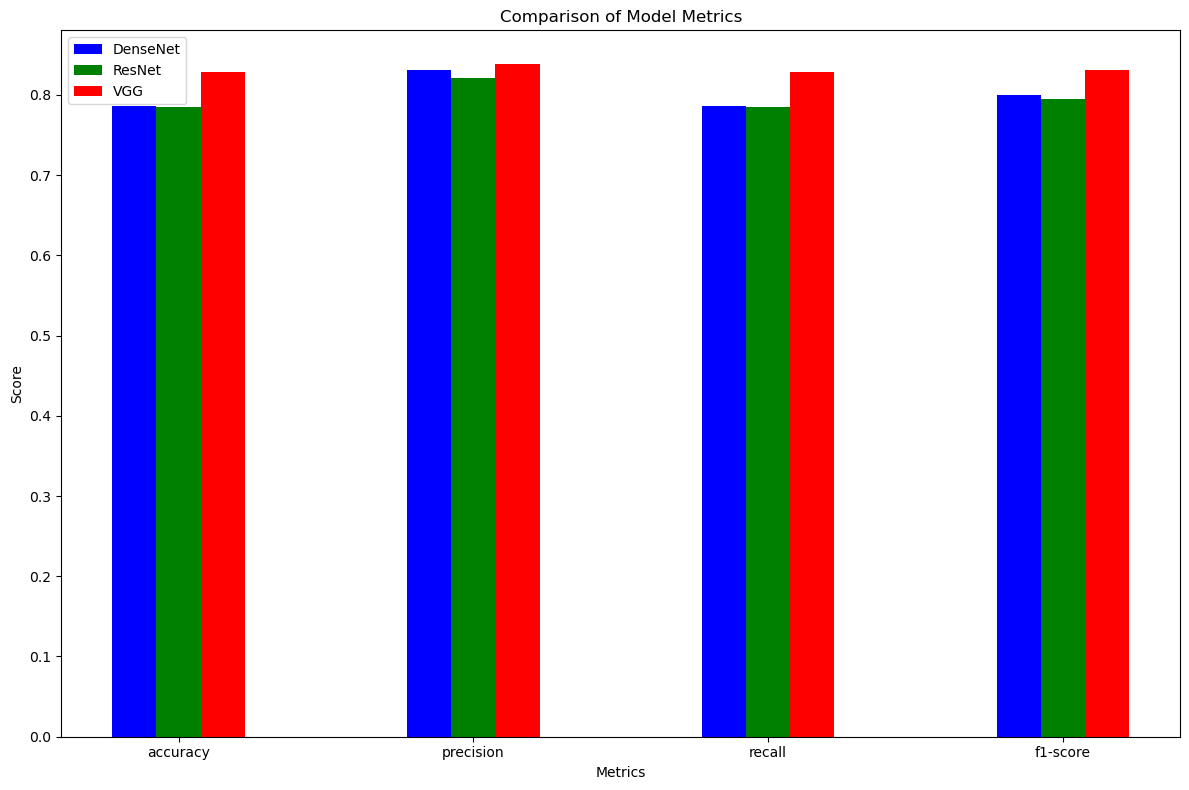 Comparison of Model Metrics
DenseNet
ResNet
VGG
0.8
0.7
0.6
0.5
0.4
0.3
0.2
0.1
0.0
Score
accuracy precision recall f1-score
Metrics